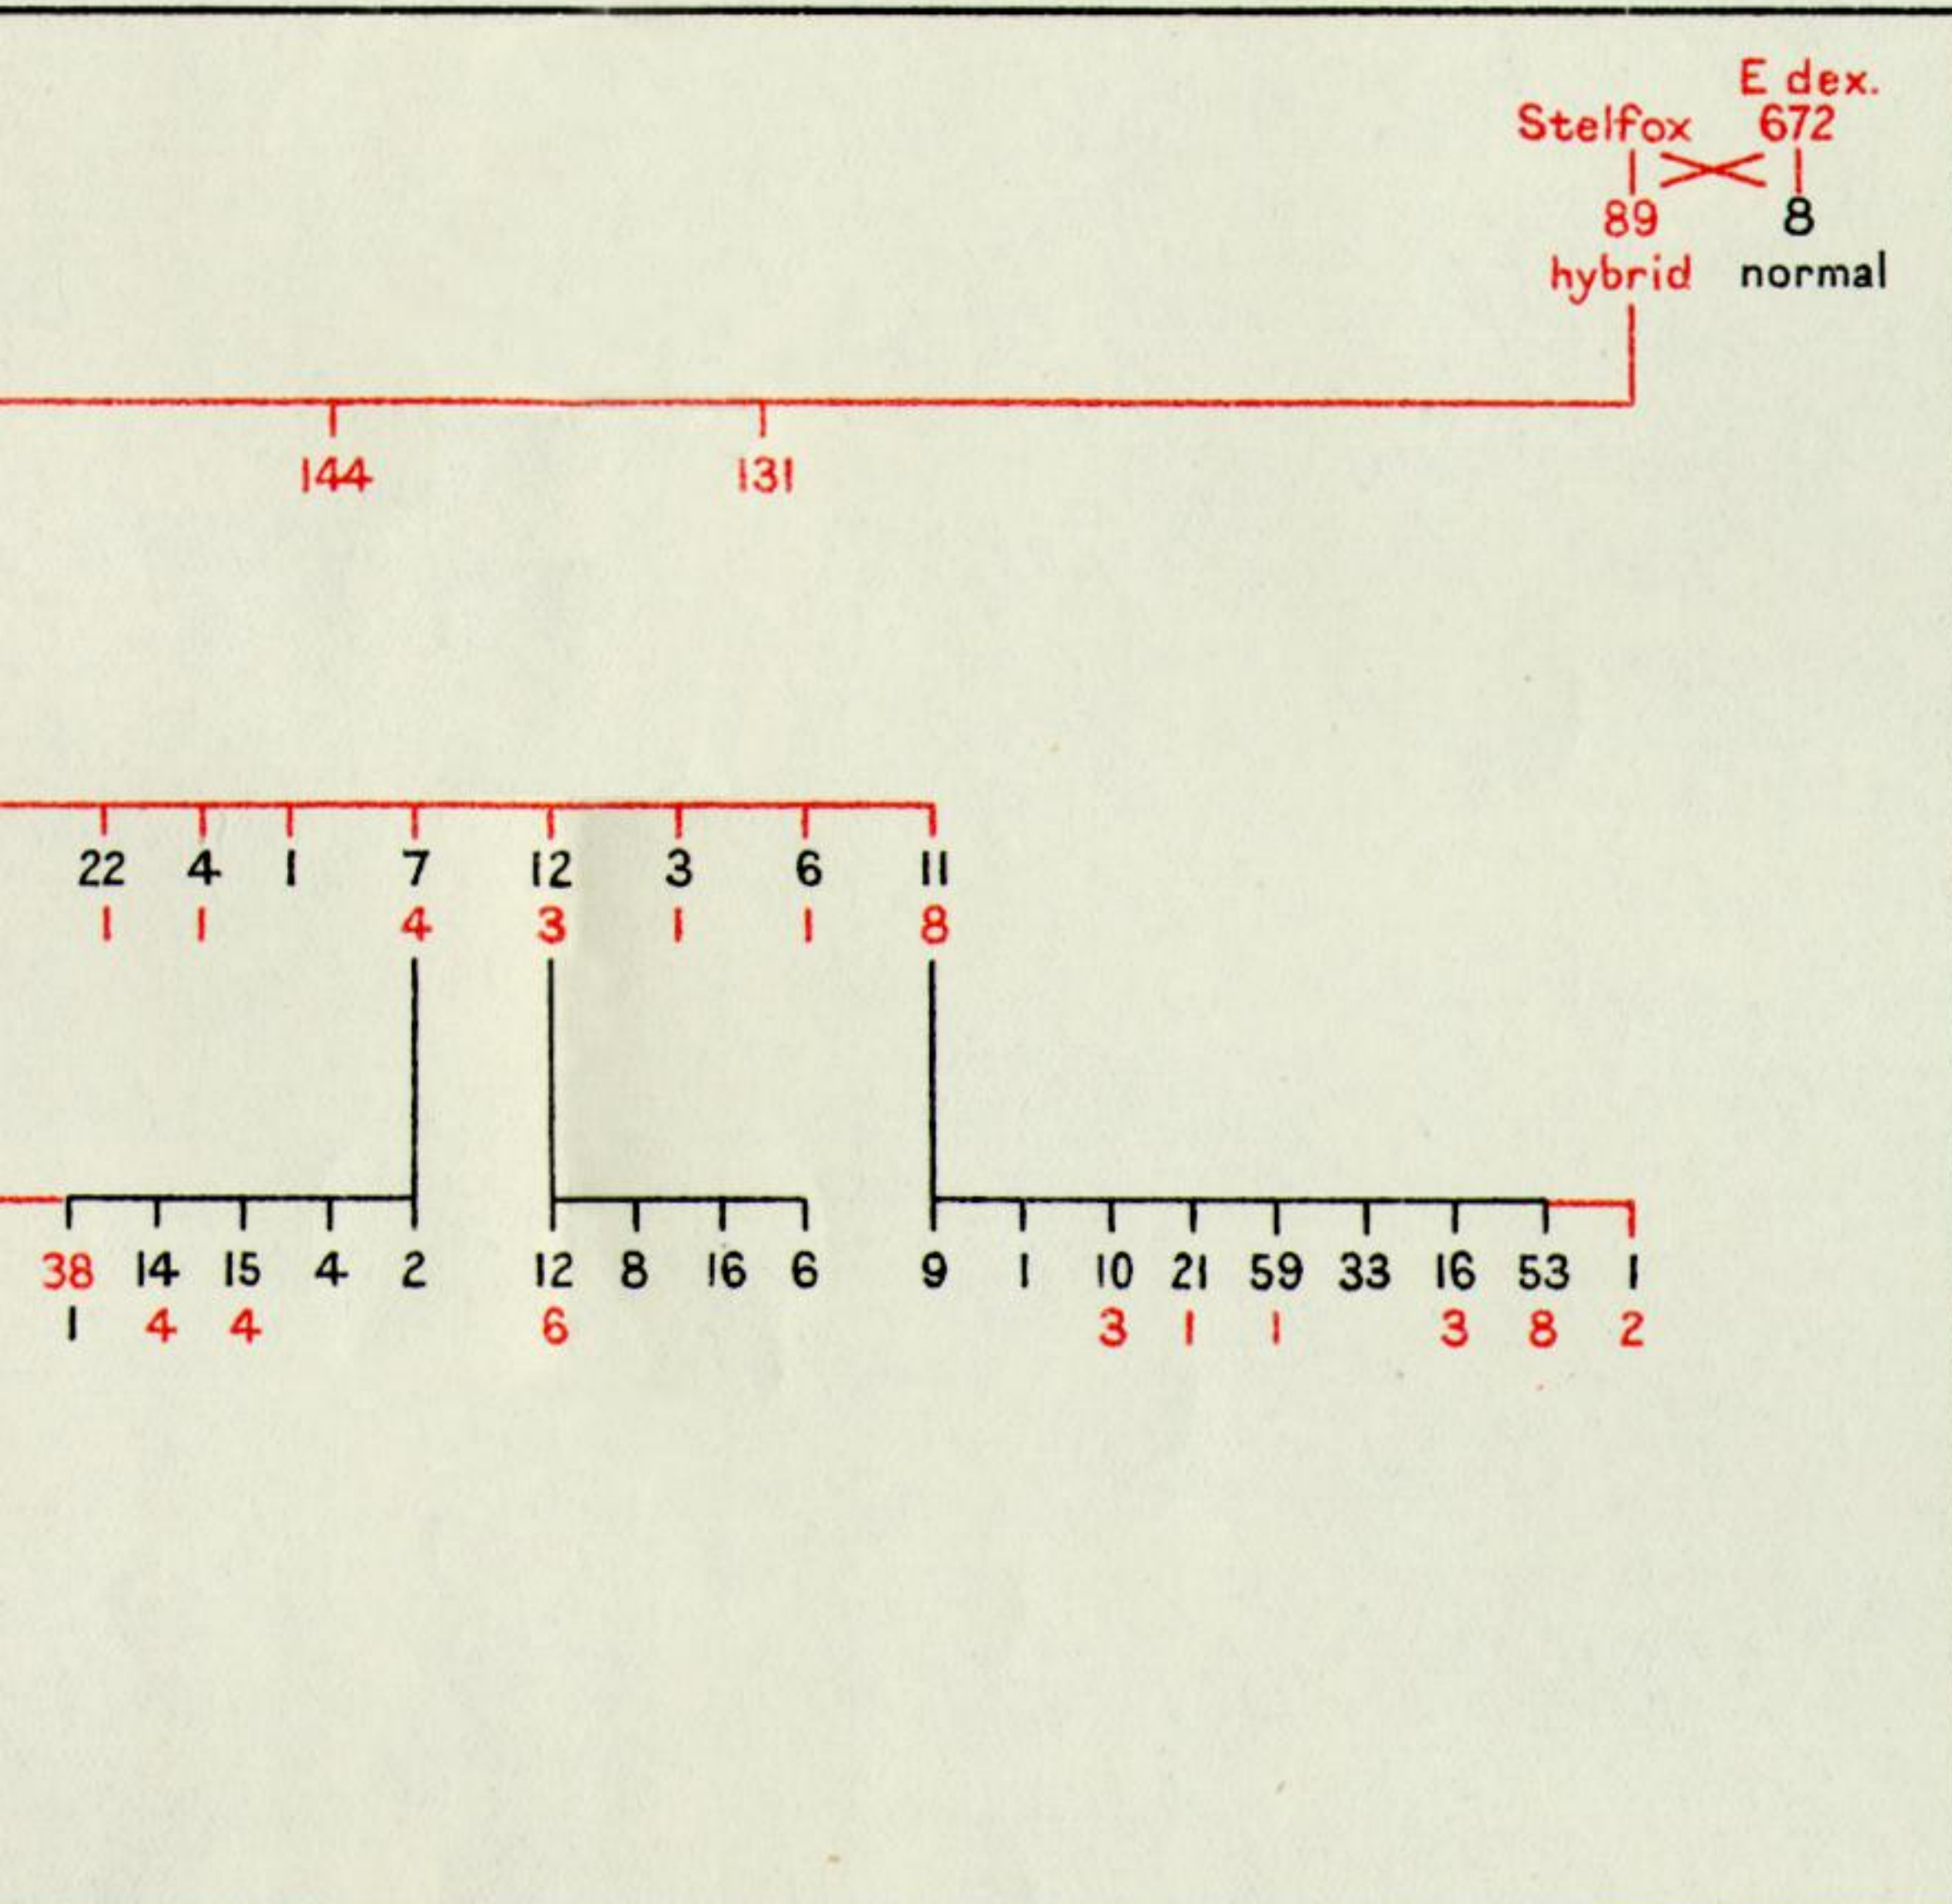 E dex.
Stelfox 672
89 8
hybrid normal
144 131
22 4 1 7 12 3 6 11
1 1 4 3 1 1 8
38 14 15 4 2 12 8 16 6 9 1 10 21 59 33 16 53 1
1 4 4 6 3 1 1 3 8 2